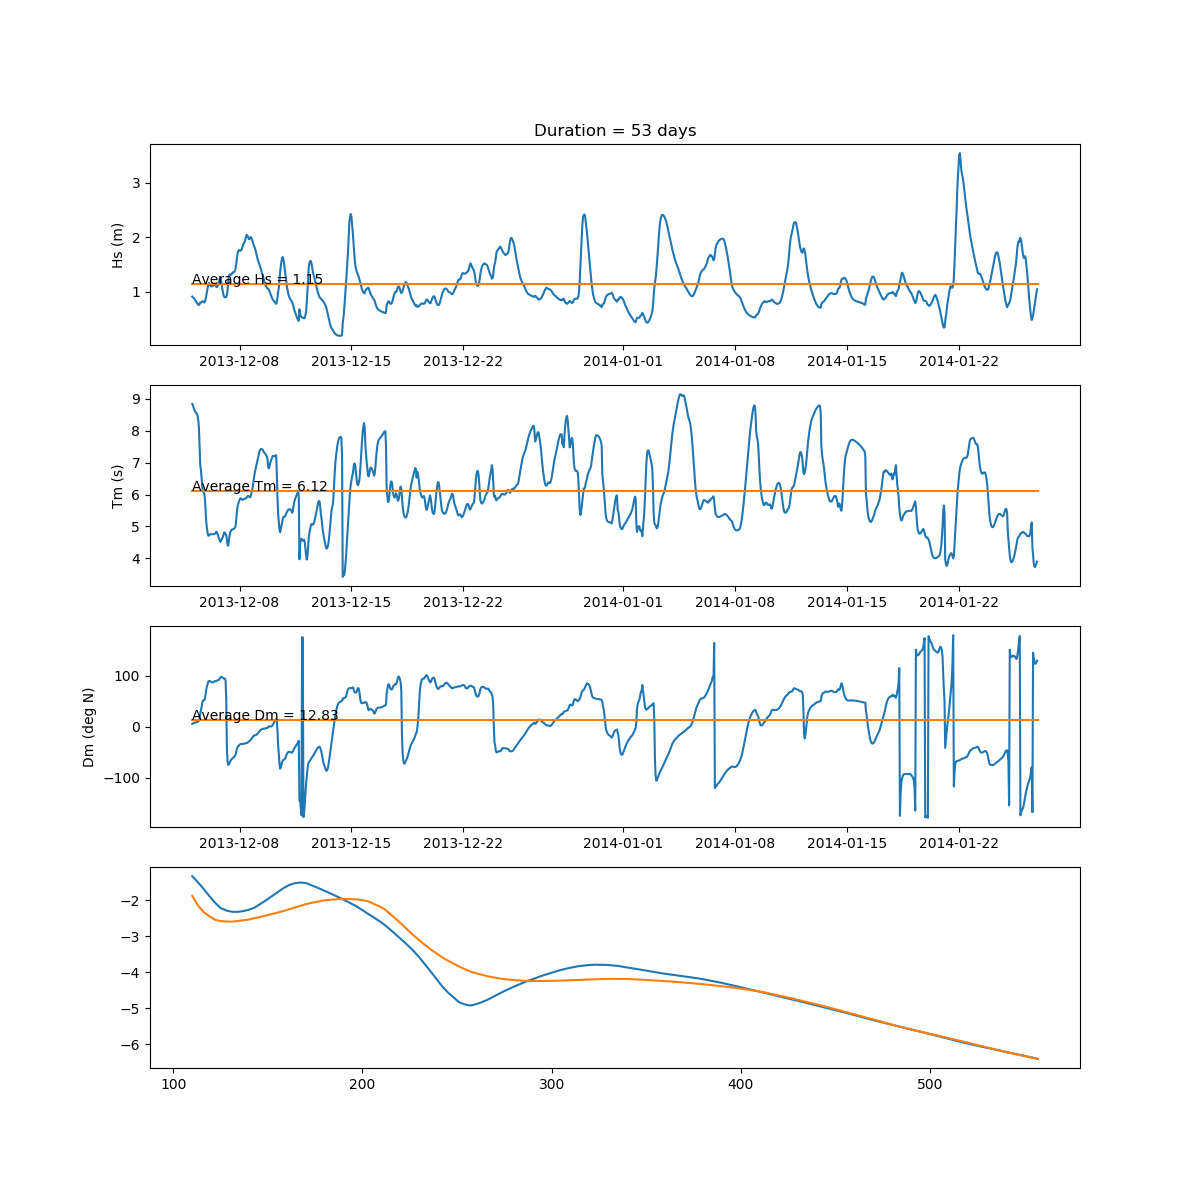 Duration = 53 days
Hs (m)
3
2
1
Average Hs = 1.15
2013-12-08 2013-12-15 2013-12-22 2014-01-01 2014-01-08 2014-01-15 2014-01-22
Tm (s)
9
8
7
6
5
4
Average Tm = 6.12
2013-12-08 2013-12-15 2013-12-22 2014-01-01 2014-01-08 2014-01-15 2014-01-22
Dm (deg N)
100
0
−100
Average Dm = 12.83
2013-12-08 2013-12-15 2013-12-22 2014-01-01 2014-01-08 2014-01-15 2014-01-22
−2
−3
−4
−5
−6
100 200 300 400 500